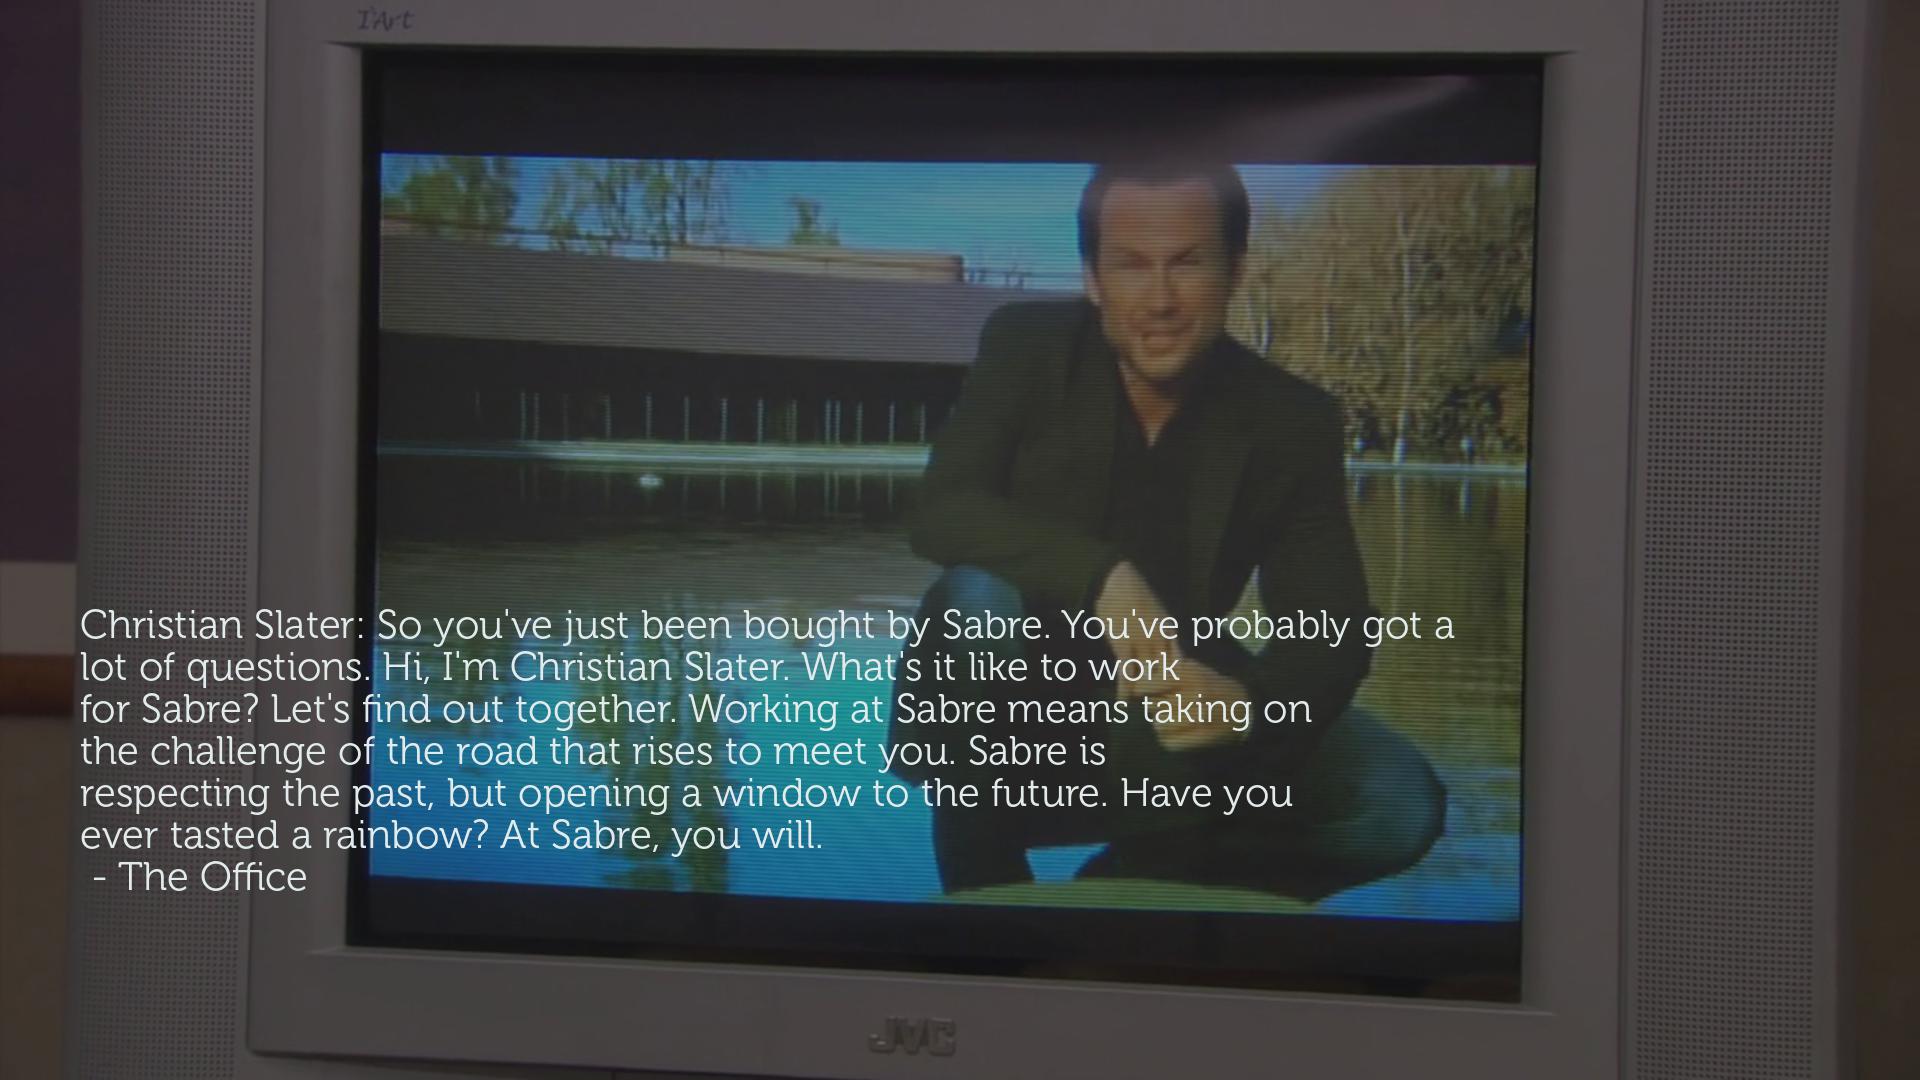 I'Art
Christian Slater: So you've just been bought by Sabre. You've probably got a
lot of questions. Hi, I'm Christian Slater. What's it like to work
for Sabre? Let's find out together. Working at Sabre means taking on
the challenge of the road that rises to meet you. Sabre is
respecting the past, but opening a window to the future. Have you
ever tasted a rainbow? At Sabre, you will.
- The Office
JVC